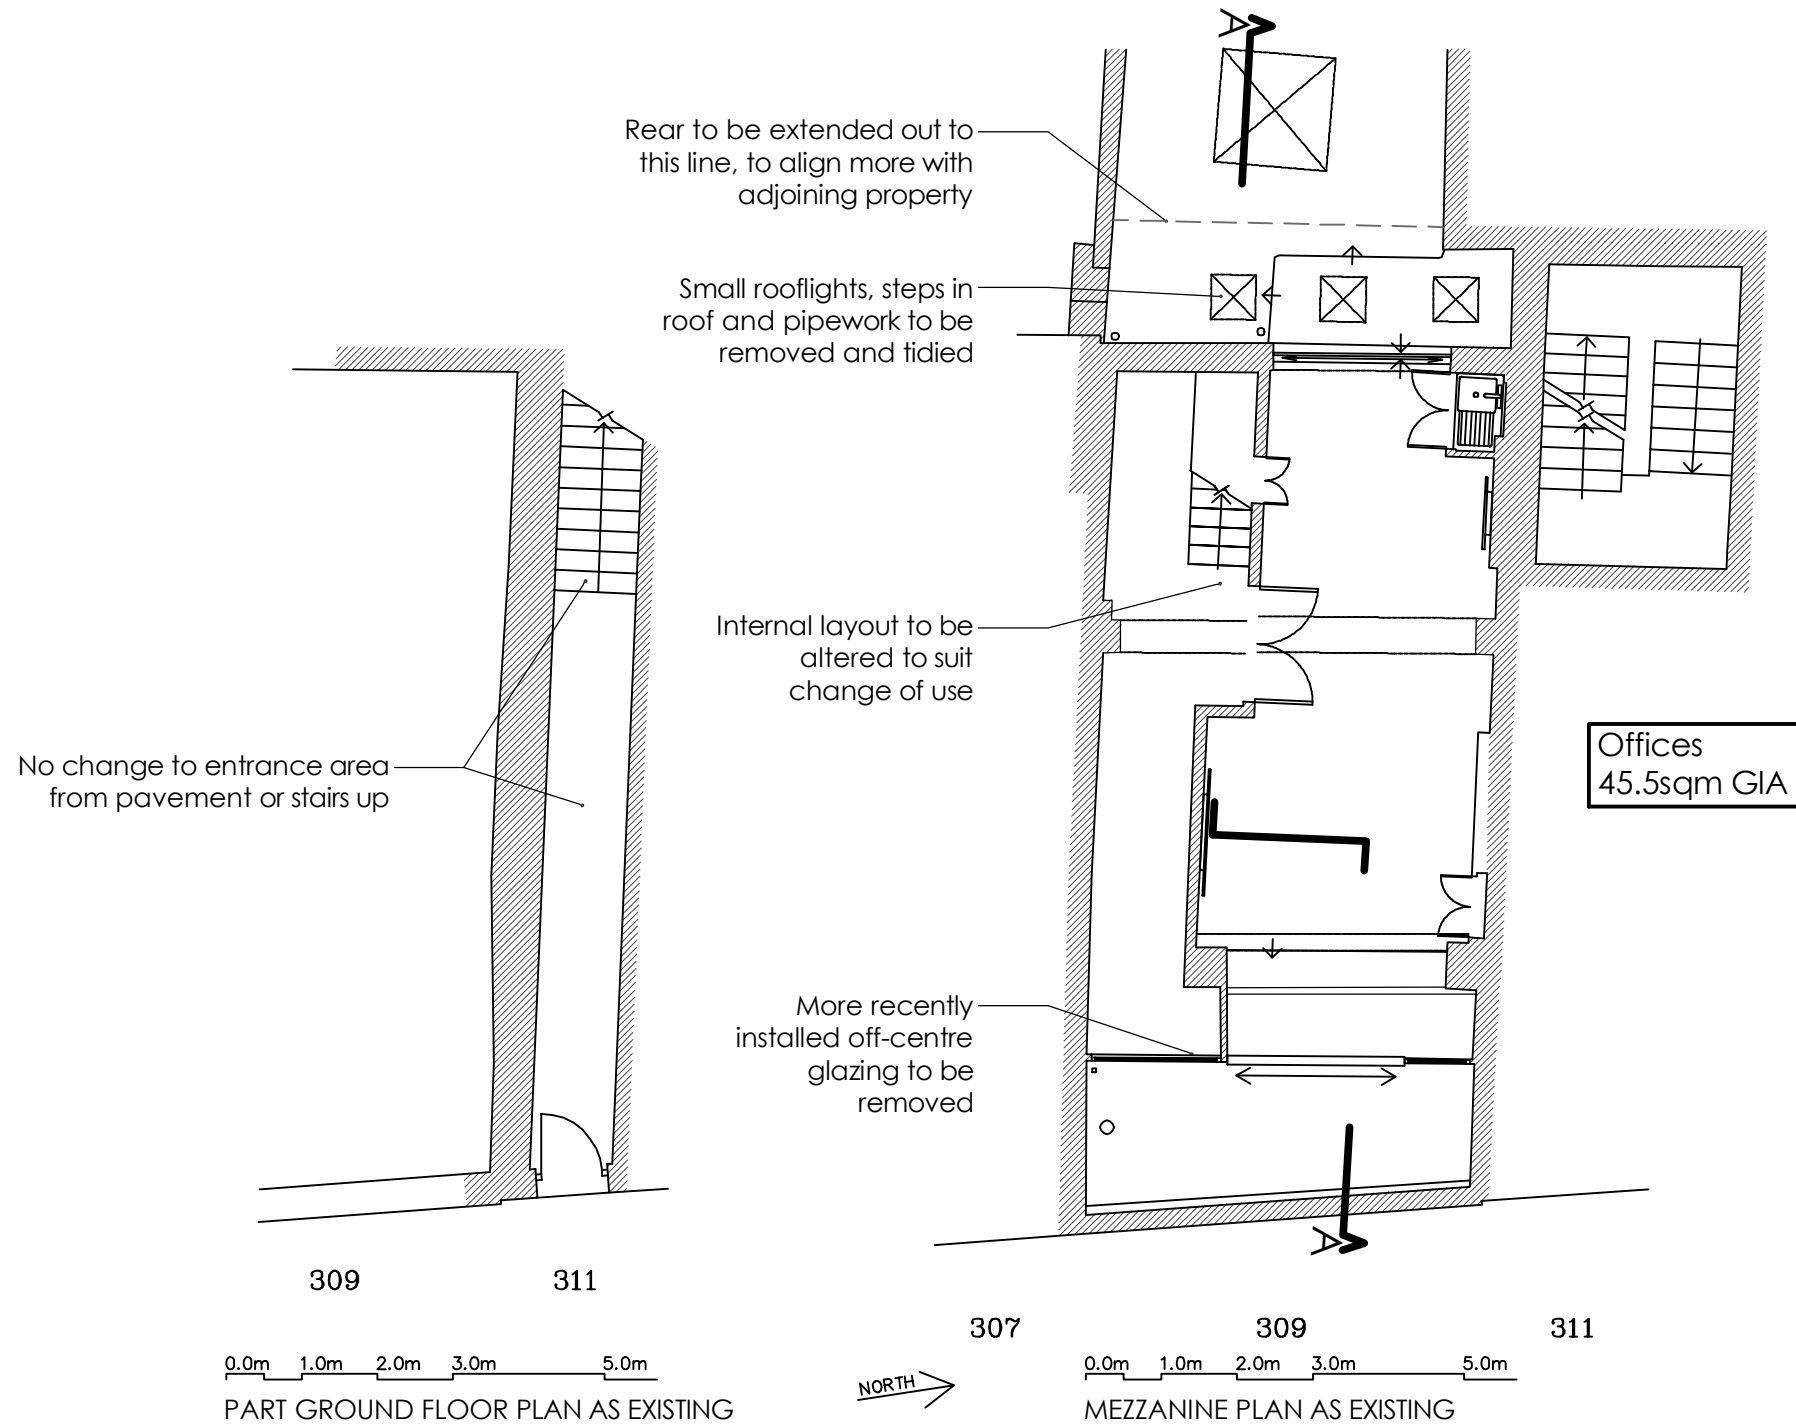 A
Rear to be extended out to
this line, to align more with
adjoining property
Small rooflights, steps in
roof and pipework to be
removed and tidied
Internal layout to be
altered to suit
change of use
No change to entrance area
from pavement or stairs up
Offices
45.5sqm GIA
More recently
installed off-centre
glazing to be
removed
A
309 311
307 309 311
0.0m 1.0m 2.0m 3.0m 5.0m
PART GROUND FLOOR PLAN AS EXISTING
NORTH
0.0m 1.0m 2.0m 3.0m 5.0m
MEZZANINE PLAN AS EXISTING